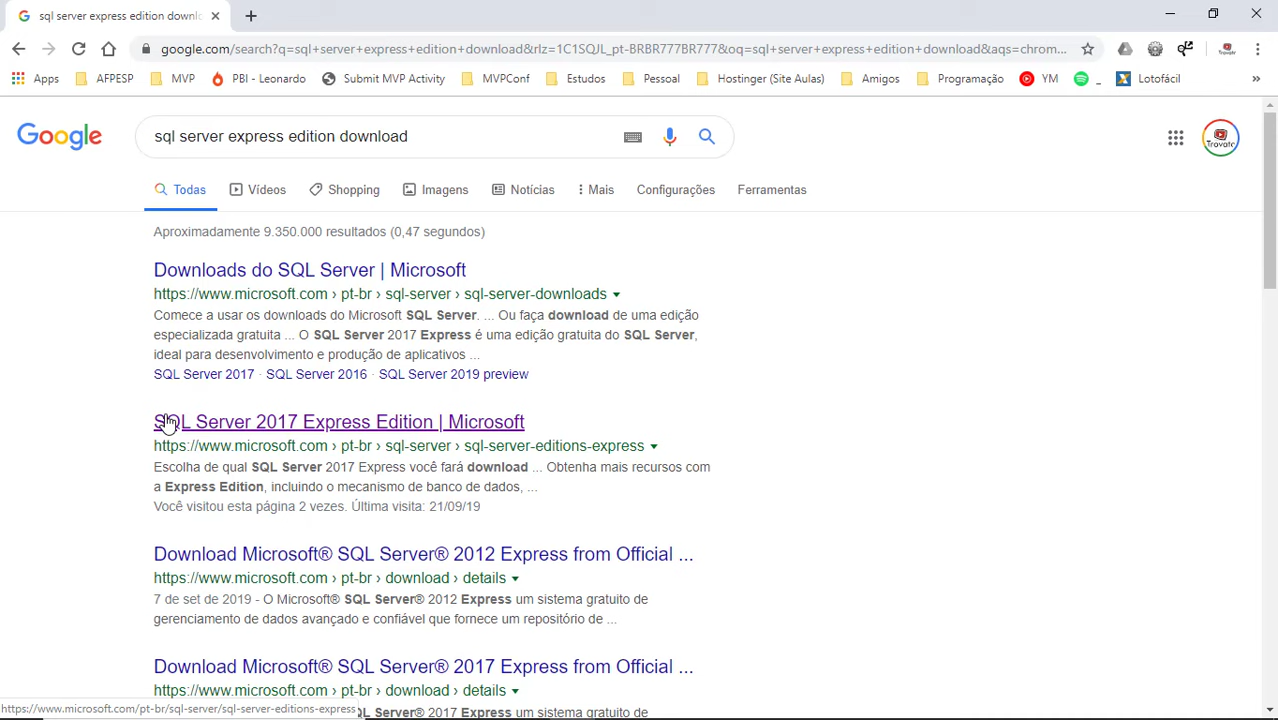 sql server express edition downl
google.com/search?q=sql+server+express+edition+download&rlz=1C1SQJL_pt-BRBR777BR777&oq=sql+server+express+edition+download&aqs=chrom...
Apps AFPESP MVP PBI - Leonardo Submit MVP Activity MVPConf Estudos Pessoal Hostinger (Site Aulas) Amigos Programação YM _ Lotofácil »
Google sql server express edition download
Trovato
Todas Vídeos Shopping Imagens Notícias Mais Configurações Ferramentas
Aproximadamente 9.350.000 resultados (0,47 segundos)
Downloads do SQL Server | Microsoft
https://www.microsoft.com › pt-br › sql-server › sql-server-downloads
Comece a usar os downloads do Microsoft SQL Server. ... Ou faça download de uma edição
especializada gratuita ... O SQL Server 2017 Express é uma edição gratuita do SQL Server,
ideal para desenvolvimento e produção de aplicativos ...
SQL Server 2017 · SQL Server 2016 · SQL Server 2019 preview
SQL Server 2017 Express Edition | Microsoft
https://www.microsoft.com › pt-br › sql-server › sql-server-editions-express
Escolha de qual SQL Server 2017 Express você fará download ... Obtenha mais recursos com
a Express Edition, incluindo o mecanismo de banco de dados, ...
Você visitou esta página 2 vezes. Última visita: 21/09/19
Download Microsoft® SQL Server® 2012 Express from Official ...
https://www.microsoft.com › pt-br › download › details
7 de set de 2019 - O Microsoft® SQL Server® 2012 Express um sistema gratuito de
gerenciamento de dados avançado e confiável que fornece um repositório de ...
Download Microsoft® SQL Server® 2017 Express from Official ...
https://www.microsoft.com › pt-br › download › details
https://www.microsoft.com/pt-br/sql-server/sql-server-editions-express
ft® SQL Server® 2017 Express um sistema gratuito de